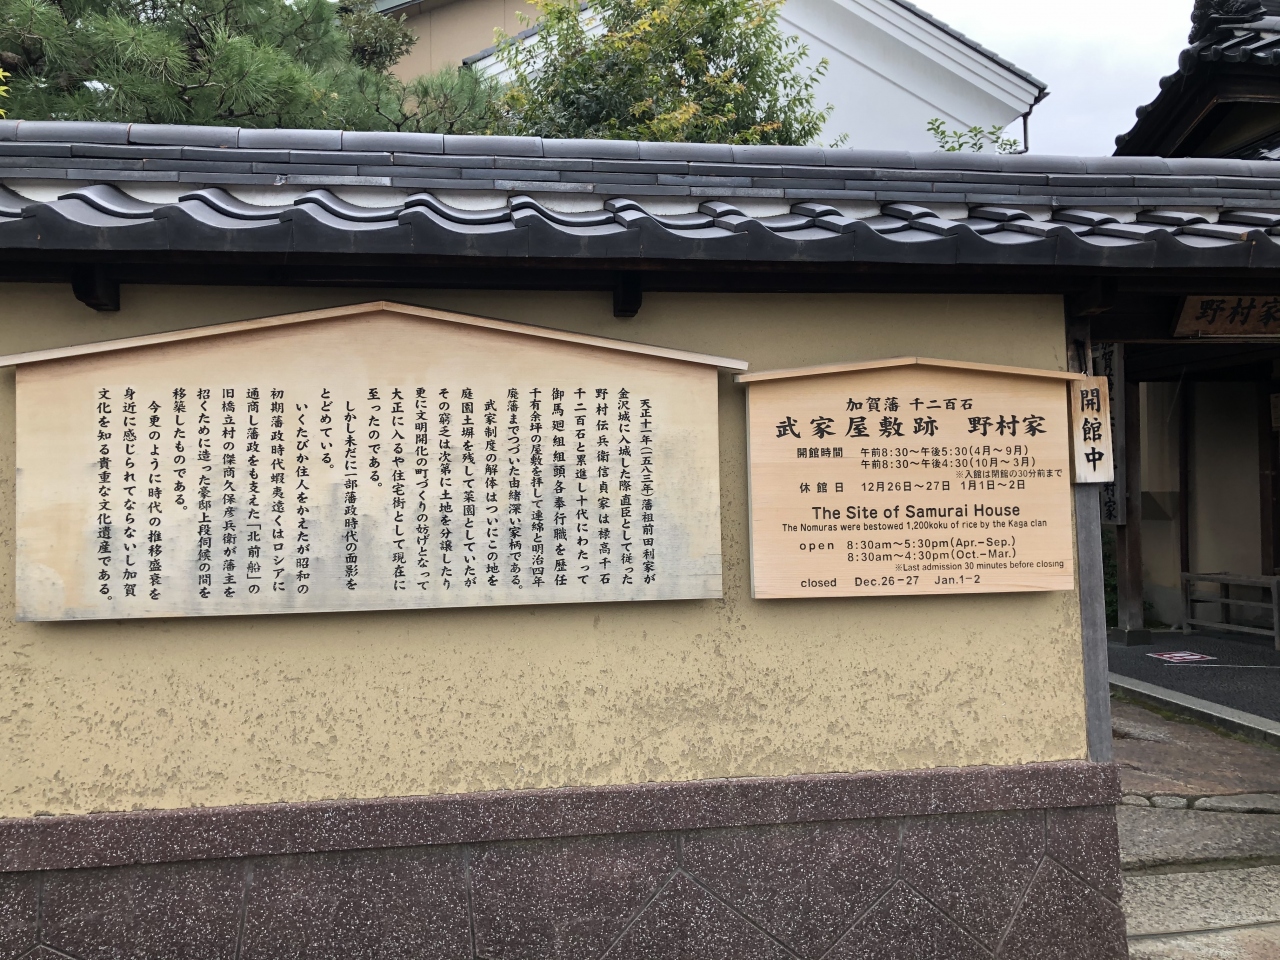 天正十一年(一五八三年)藩祖前田利家が
金沢城に入城した際直臣として従った
野村伝兵衛信貞家は禄高千石
千二百石と累進し十代にわたって
御馬廻組組頭各奉行職を歴任
千有余坪の屋敷を拝して連綿と明治四年
廃藩までつづいた由緒深い家柄である。
武家制度の解体はついにこの地を
庭園土塀を残して菜園としていたが
その窮乏は次第に土地を分譲したり
更に文明開化の町づくりの妨げとなって
大正に入るや住宅街として現在に
至ったのである。
しかし未だに一部藩政時代の面影を
とどめている。
いくたびか住人をかえたが昭和の
初期藩政時代蝦夷遠くはロシアに
通商し藩政をも支えた「北前船」の
旧橋立村の傑商久保彦兵衛が藩主を
招くために造った豪邸上段伺候の間を
移築したものである。
今更のように時代の推移盛衰を
身近に感じられてならないし加賀
文化を知る貴重な文化遺産である。
加賀藩 千二百石
武家屋敷跡 野村家
開館時間 午前8:30〜午後5:30(4月〜9月)
午前8:30〜午後4:30(10月〜3月)
※入館は閉館の30分前まで
休館日 12月26日〜27日 1月1日〜2日
The Site of Samurai House
The Nomuras were bestowed 1,200koku of rice by the Kaga clan
open 8:30am〜5:30pm(Apr.-Sep.)
8:30am〜4:30pm(Oct.-Mar.)
※Last admission 30 minutes before closing
closed Dec.26-27 Jan.1-2
開館中
野村家